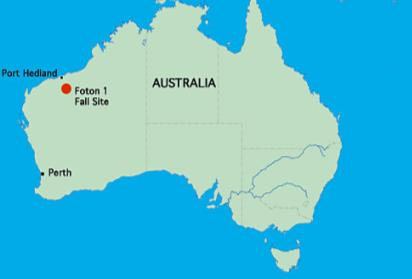 Port Hedland
AUSTRALIA
Foton 1
Fall Site
Perth